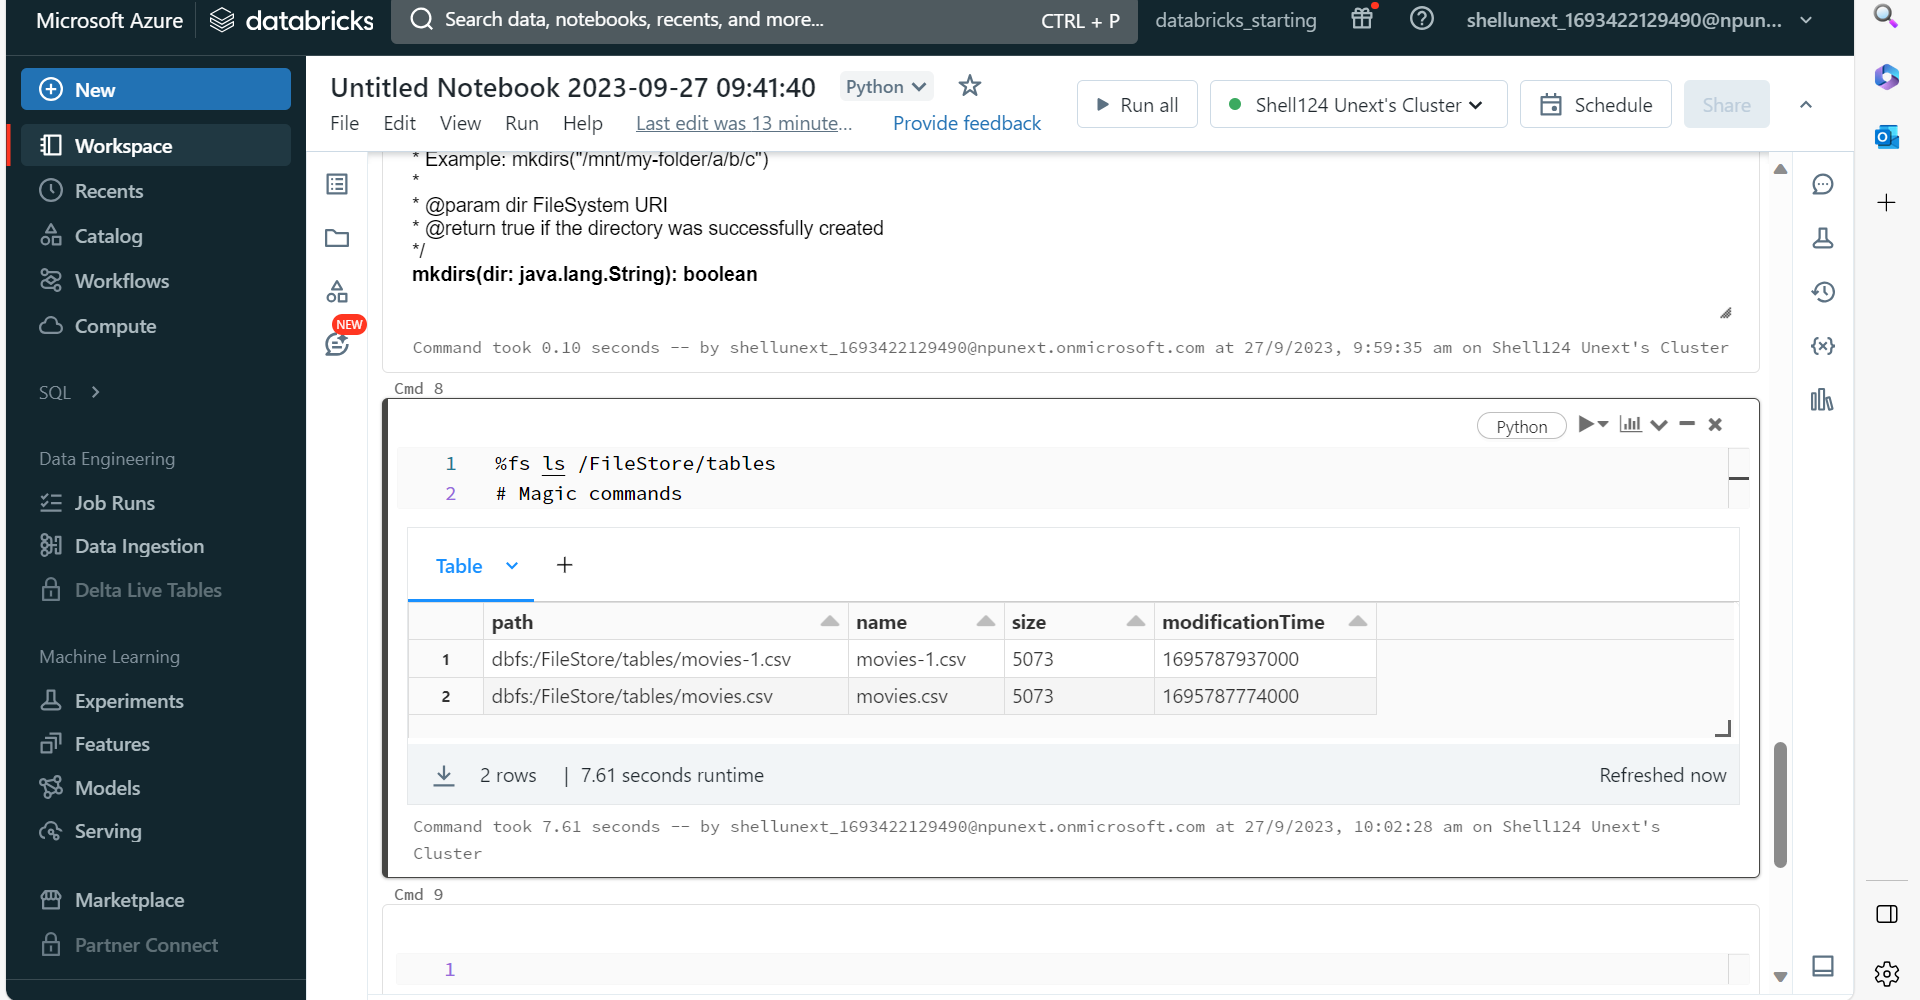 Microsoft Azure
databricks
Search data, notebooks, recents, and more...
CTRL + P
databricks_starting
shellunext_1693422129490@npun...
New
Workspace
Recents
Catalog
Workflows
Compute
SQL
Data Engineering
Job Runs
Data Ingestion
Delta Live Tables
Machine Learning
Experiments
Features
Models
Serving
Marketplace
Partner Connect
Untitled Notebook 2023-09-27 09:41:40
Python
File Edit View Run Help
Last edit was 13 minute...
Provide feedback
Run all
Shell124 Unext's Cluster
Schedule
Share
NEW
* Example: mkdirs("/mnt/my-folder/a/b/c")
*
* @param dir FileSystem URI
* @return true if the directory was successfully created
*/
mkdirs(dir: java.lang.String): boolean
Command took 0.10 seconds -- by shellunext_1693422129490@npunext.onmicrosoft.com at 27/9/2023, 9:59:35 am on Shell124 Unext's Cluster
Cmd 8
Python
1 %fs ls /FileStore/tables
2 # Magic commands
Table
path name size modificationTime
1 dbfs:/FileStore/tables/movies-1.csv movies-1.csv 5073 1695787937000
2 dbfs:/FileStore/tables/movies.csv movies.csv 5073 1695787774000
2 rows | 7.61 seconds runtime
Refreshed now
Command took 7.61 seconds -- by shellunext_1693422129490@npunext.onmicrosoft.com at 27/9/2023, 10:02:28 am on Shell124 Unext's
Cluster
Cmd 9
1